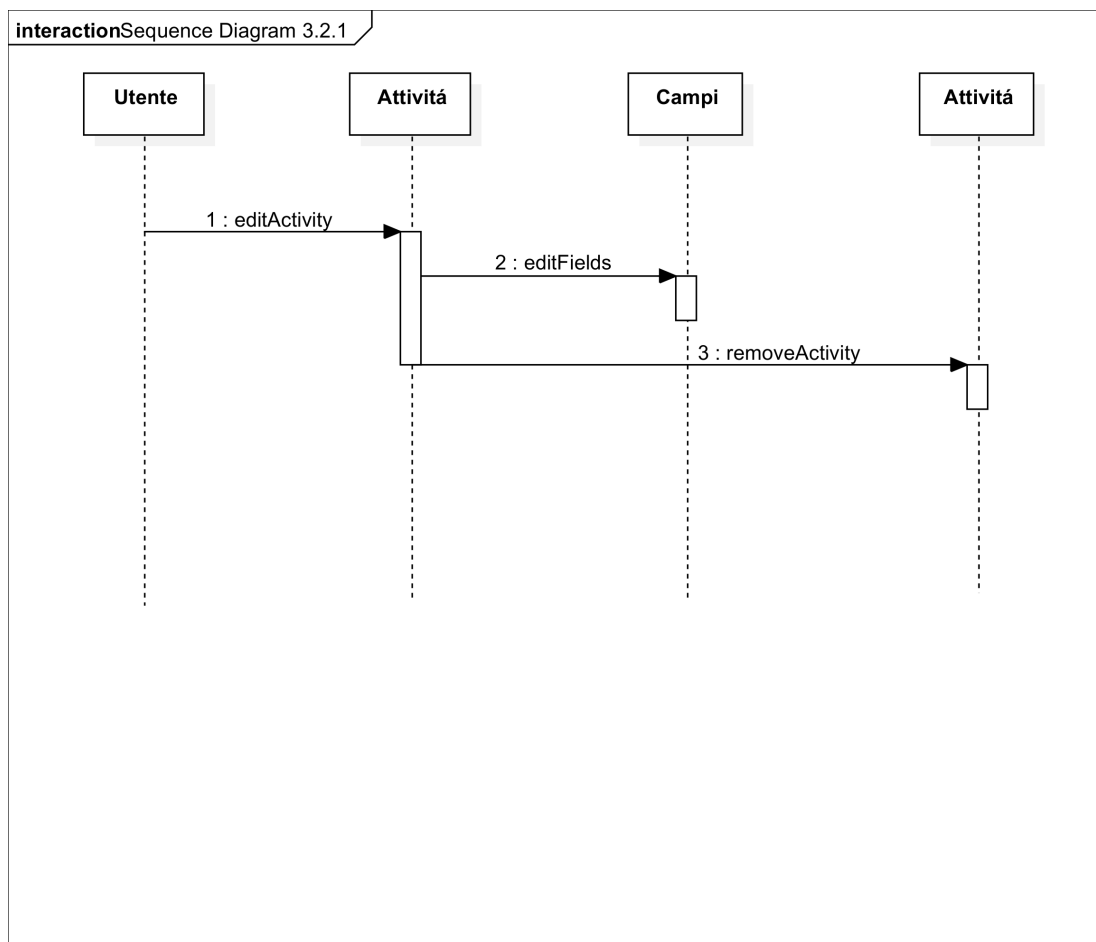 interactionSequence Diagram 3.2.1
Utente
Attivitá
Campi
Attivitá
1 : editActivity
2 : editFields
3 : removeActivity